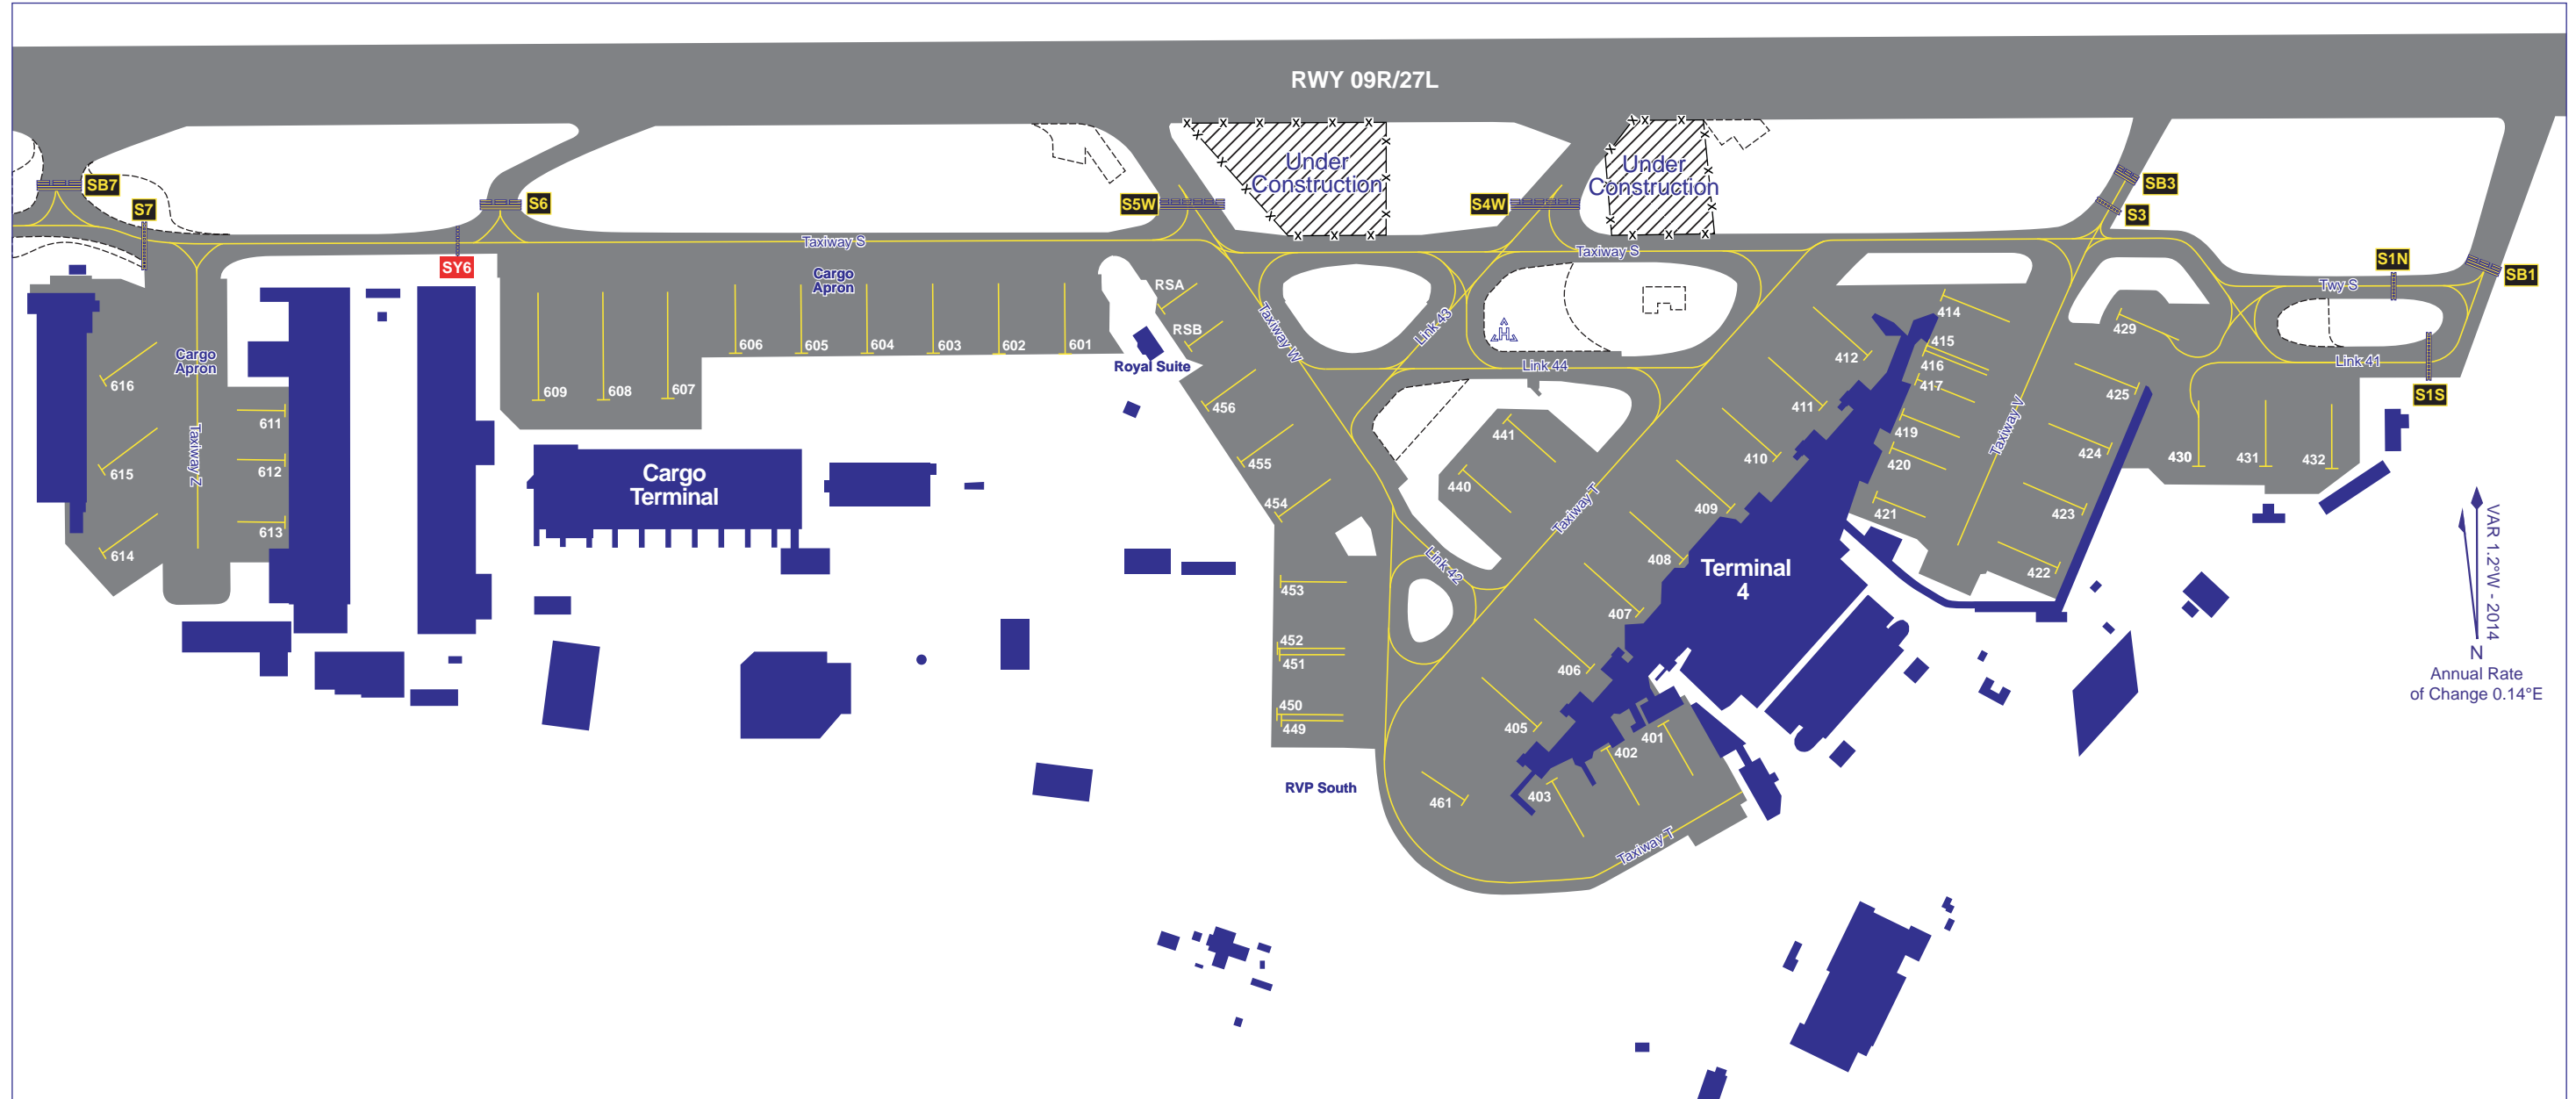 RWY 09R/27L
Under
Construction
Under
Construction
SB7
S7
S6
S5W
S4W
SB3
S3
S1N
SB1
SY6
Taxiway S
Taxiway S
Twy S
Cargo
Apron
RSA
RSB
Royal Suite
Taxiway W
Link 43
H
Link 44
Link 41
S1S
414
415
416
417
419
420
421
412
411
410
409
408
407
406
405
429
425
424
423
422
430
431
432
Taxiway V
Cargo
Apron
Taxiway Z
616
615
614
611
612
613
609
608
607
606
605
604
603
602
601
456
455
454
453
452
451
450
449
441
440
Taxiway T
Link 42
Cargo
Terminal
Terminal
4
401
402
403
461
Taxiway T
RVP South
VAR 1.2°W - 2014
N
Annual Rate
of Change 0.14°E